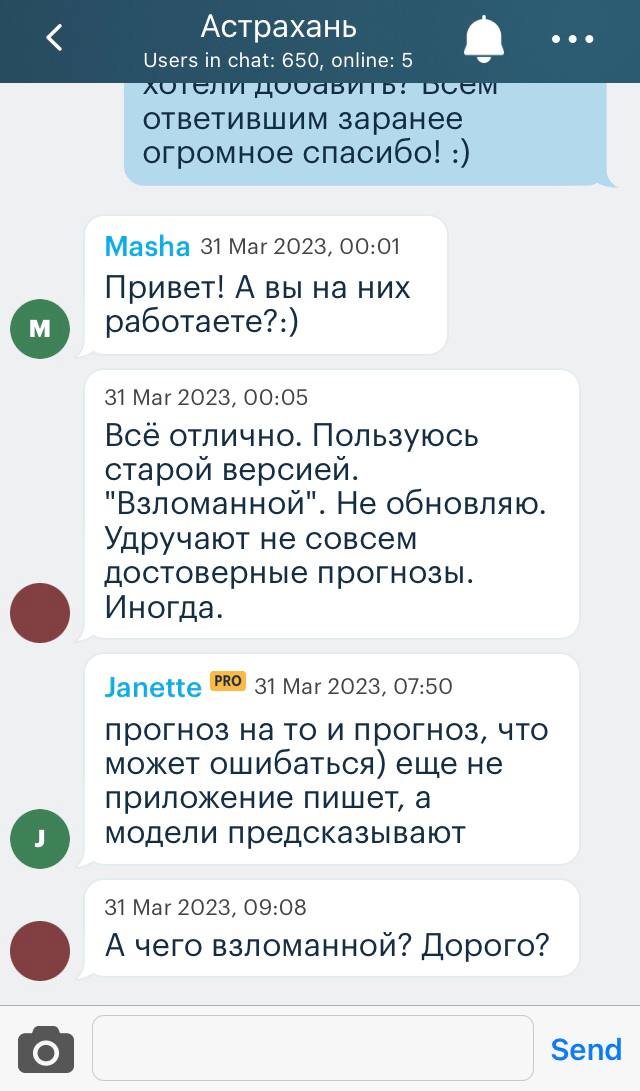 Астрахань
Users in chat: 650, online: 5
хотели добавить? Всем
ответившим заранее
огромное спасибо! :)
Masha 31 Mar 2023, 00:01
Привет! А вы на них
работаете?:)
M
31 Mar 2023, 00:05
Всё отлично. Пользуюсь
старой версией.
"Взломанной". Не обновляю.
Удручают не совсем
достоверные прогнозы.
Иногда.
Janette PRO 31 Mar 2023, 07:50
прогноз на то и прогноз, что
может ошибаться) еще не
приложение пишет, а
модели предсказывают
J
31 Mar 2023, 09:08
А чего взломанной? Дорого?
Send